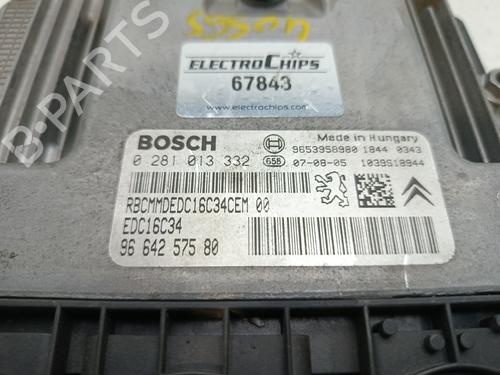 ELECTROCHIPS
67843
www.electrochips.com
BOSCH
Made in Hungary
9653958980 1844 0343
0 281 013 332 65B 07-08-05 1039S18944
RBCMMDEDC16C34CEM 00
EDC16C34
96 642 575 80
B-PARTS